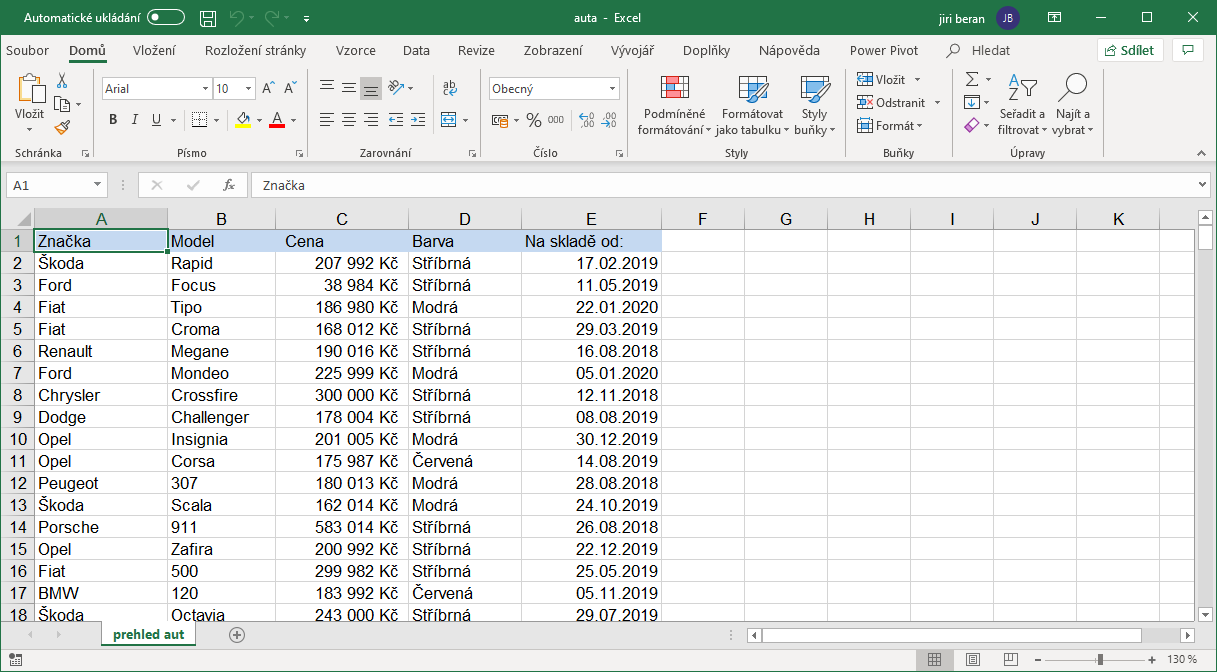 Automatické ukládání auta - Excel jiri beran JB
Soubor Domů Vložení Rozložení stránky Vzorce Data Revize Zobrazení Vývojář Doplňky Nápověda Power Pivot Hledat Sdílet
Vložit
Arial 10 A A
B I U A
ab
Obecný
% 000
Podmíněné formátování
Formátovat jako tabulku
Styly buňky
Vložit
Odstranit
Formát
Seřadit a filtrovat
Najít a vybrat
Schránka Písmo Zarovnání Číslo Styly Buňky Úpravy
A1 fx Značka
A B C D E F G H I J K
1 Značka Model Cena Barva Na skladě od:
2 Škoda Rapid 207 992 Kč Stříbrná 17.02.2019
3 Ford Focus 38 984 Kč Stříbrná 11.05.2019
4 Fiat Tipo 186 980 Kč Modrá 22.01.2020
5 Fiat Croma 168 012 Kč Stříbrná 29.03.2019
6 Renault Megane 190 016 Kč Stříbrná 16.08.2018
7 Ford Mondeo 225 999 Kč Modrá 05.01.2020
8 Chrysler Crossfire 300 000 Kč Stříbrná 12.11.2018
9 Dodge Challenger 178 004 Kč Stříbrná 08.08.2019
10 Opel Insignia 201 005 Kč Modrá 30.12.2019
11 Opel Corsa 175 987 Kč Červená 14.08.2019
12 Peugeot 307 180 013 Kč Modrá 28.08.2018
13 Škoda Scala 162 014 Kč Modrá 24.10.2019
14 Porsche 911 583 014 Kč Stříbrná 26.08.2018
15 Opel Zafira 200 992 Kč Stříbrná 22.12.2019
16 Fiat 500 299 982 Kč Stříbrná 25.05.2019
17 BMW 120 183 992 Kč Červená 05.11.2019
18 Škoda Octavia 243 000 Kč Stříbrná 29.07.2019
prehled aut
130 %